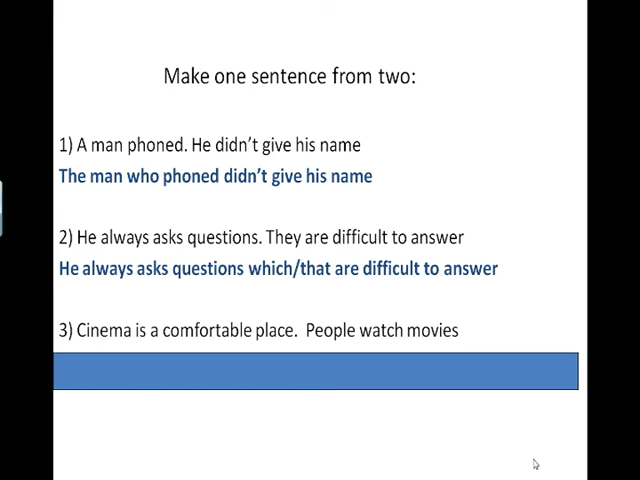 Make one sentence from two:
1) A man phoned. He didn't give his name
The man who phoned didn't give his name
2) He always asks questions. They are difficult to answer
He always asks questions which/that are difficult to answer
3) Cinema is a comfortable place.  People watch movies